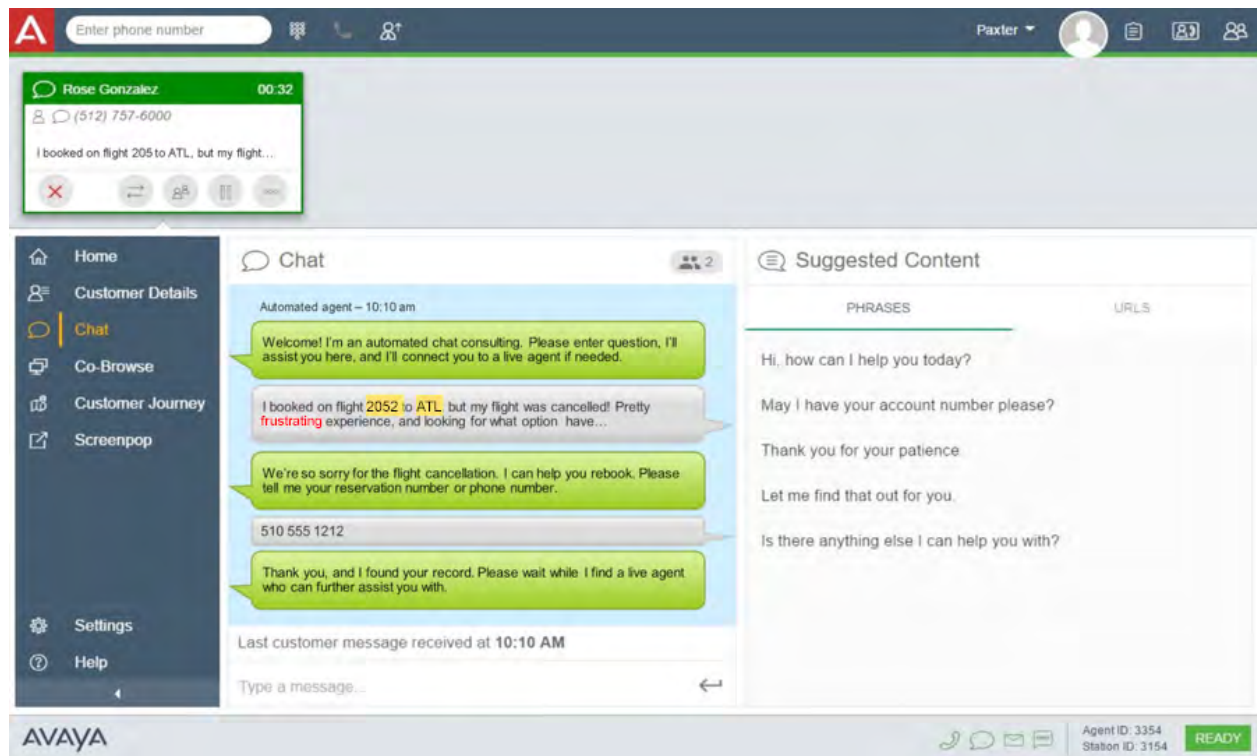 A Enter phone number
Paxter
Rose Gonzalez 00:32
(512) 757-6000
I booked on flight 205 to ATL, but my flight...
Home
Customer Details
Chat
Co-Browse
Customer Journey
Screenpop
Settings
Help
Chat
2
Automated agent – 10:10 am
Welcome! I'm an automated chat consulting. Please enter question, I'll
assist you here, and I'll connect you to a live agent if needed.
I booked on flight 2052 to ATL, but my flight was cancelled! Pretty
frustrating experience, and looking for what option have…
We're so sorry for the flight cancellation. I can help you rebook. Please
tell me your reservation number or phone number.
510 555 1212
Thank you, and I found your record. Please wait while I find a live agent
who can further assist you with.
Last customer message received at 10:10 AM
Type a message...
Suggested Content
PHRASES URLS
Hi, how can I help you today?
May I have your account number please?
Thank you for your patience.
Let me find that out for you.
Is there anything else I can help you with?
AVAYA
Agent ID: 3354
Station ID: 3154
READY